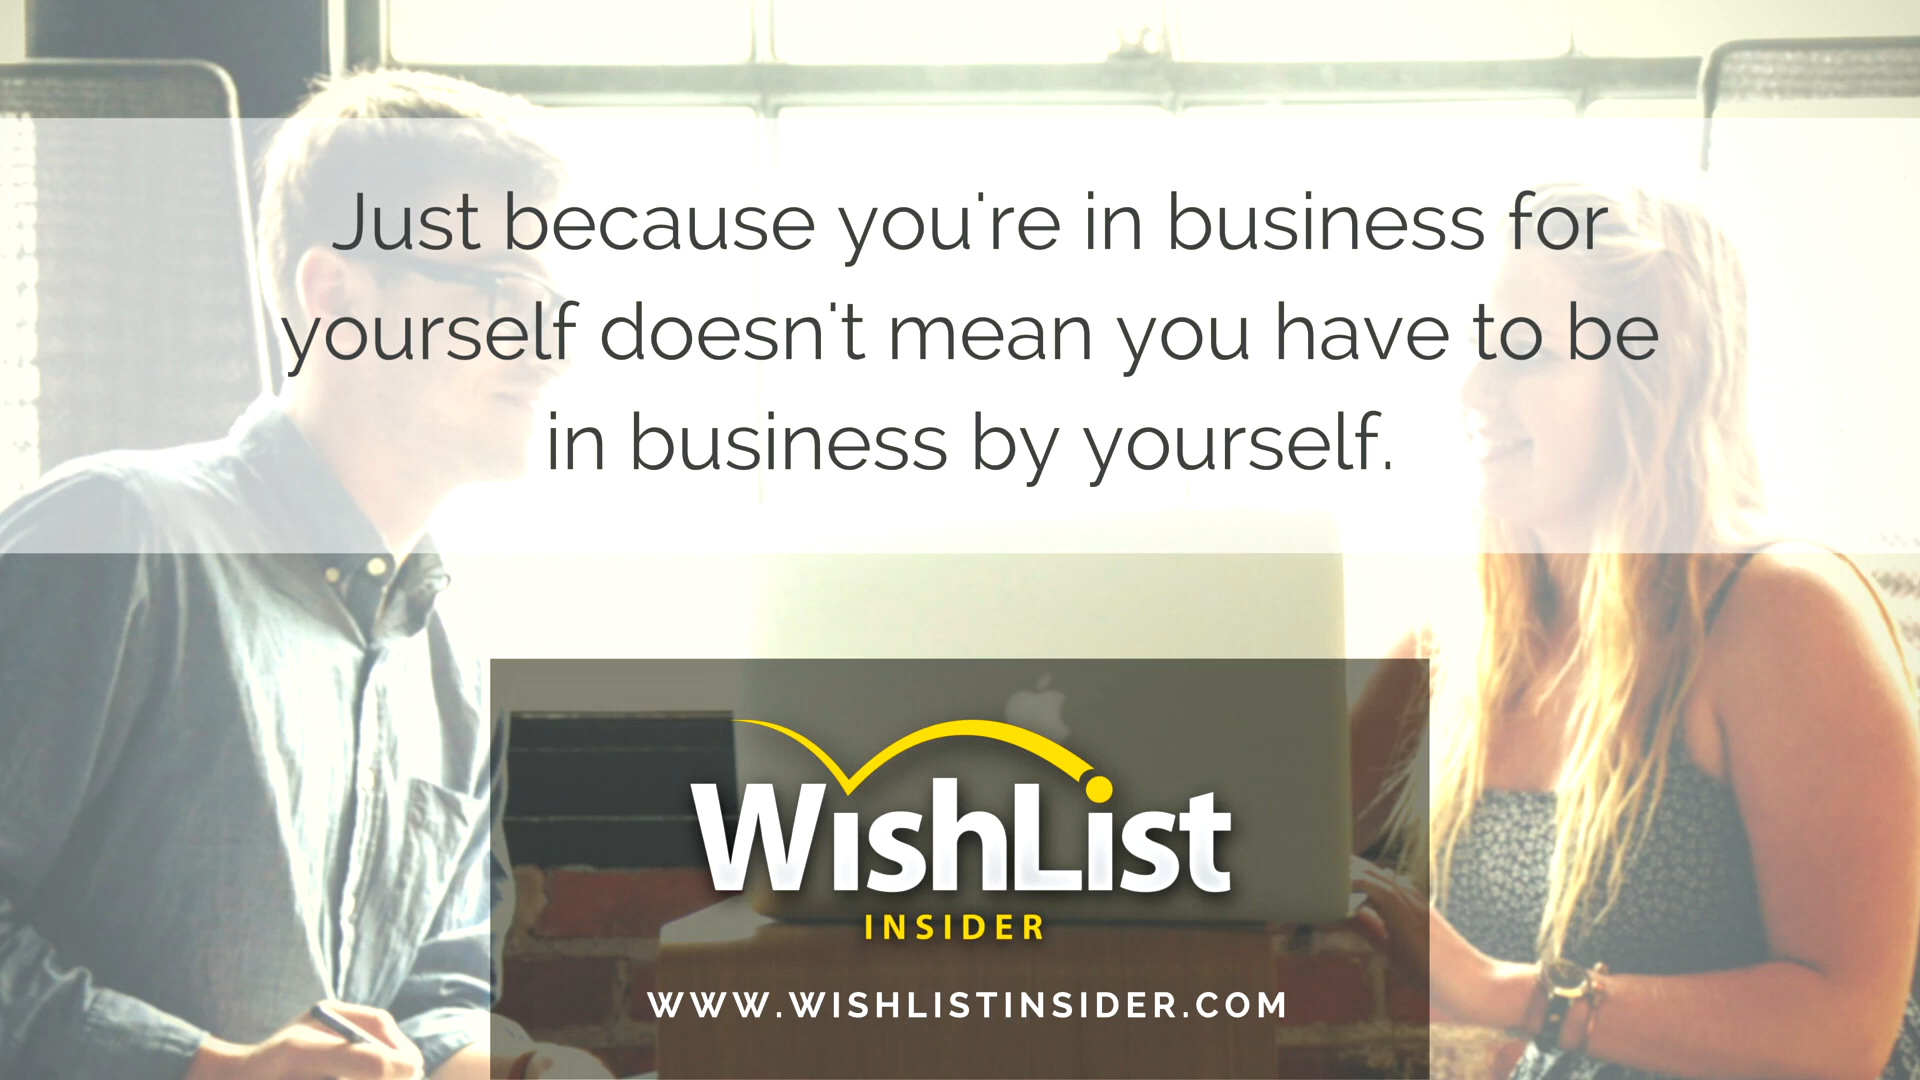 Just because you're in business for
yourself doesn't mean you have to be
in business by yourself.
WishList
INSIDER
WWW.WISHLISTINSIDER.COM